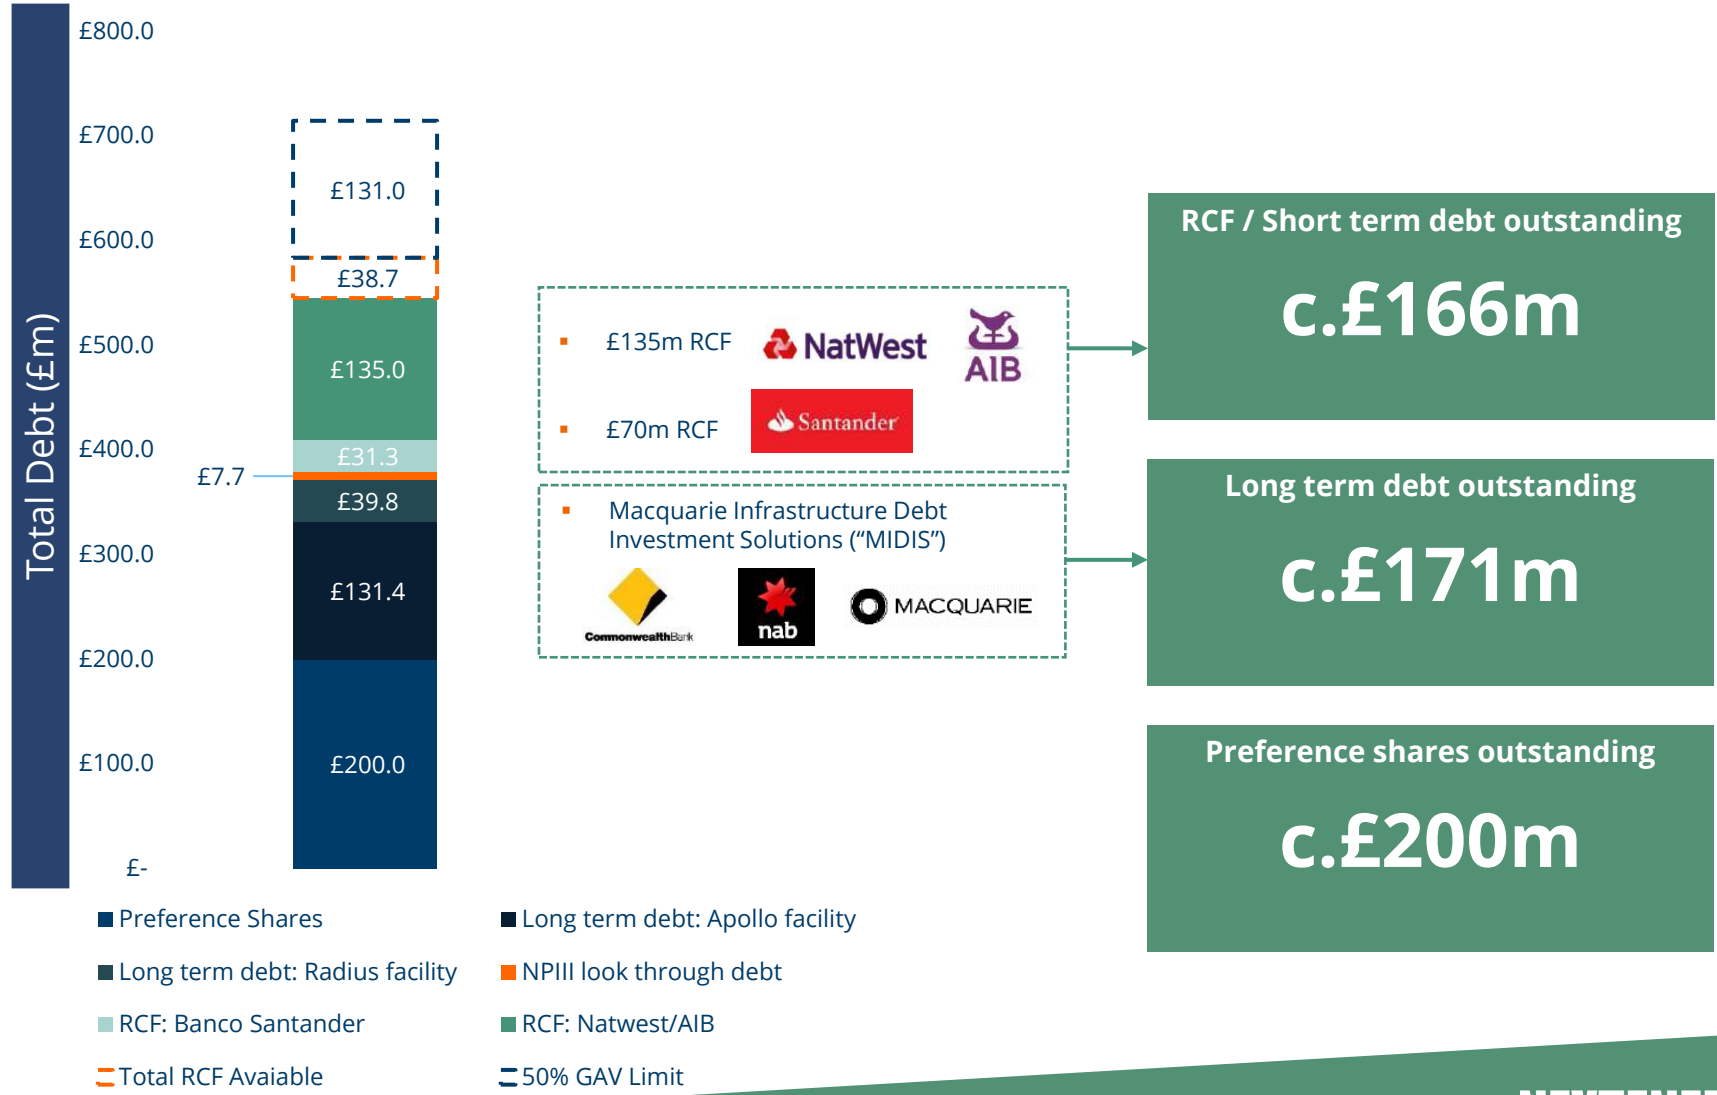 Total Debt (£m)
£800.0
£700.0
£600.0
£500.0
£400.0
£300.0
£200.0
£100.0
£-
£131.0
£38.7
£135.0
£31.3
£7.7
£39.8
£131.4
£200.0
Preference Shares
Long term debt: Apollo facility
Long term debt: Radius facility
NPIII look through debt
RCF: Banco Santander
RCF: Natwest/AIB
Total RCF Avaiable
50% GAV Limit
▪ £135m RCF
NatWest
AIB
▪ £70m RCF
Santander
▪ Macquarie Infrastructure Debt
Investment Solutions (“MIDIS”)
CommonwealthBank
nab
MACQUARIE
RCF / Short term debt outstanding
c.£166m
Long term debt outstanding
c.£171m
Preference shares outstanding
c.£200m